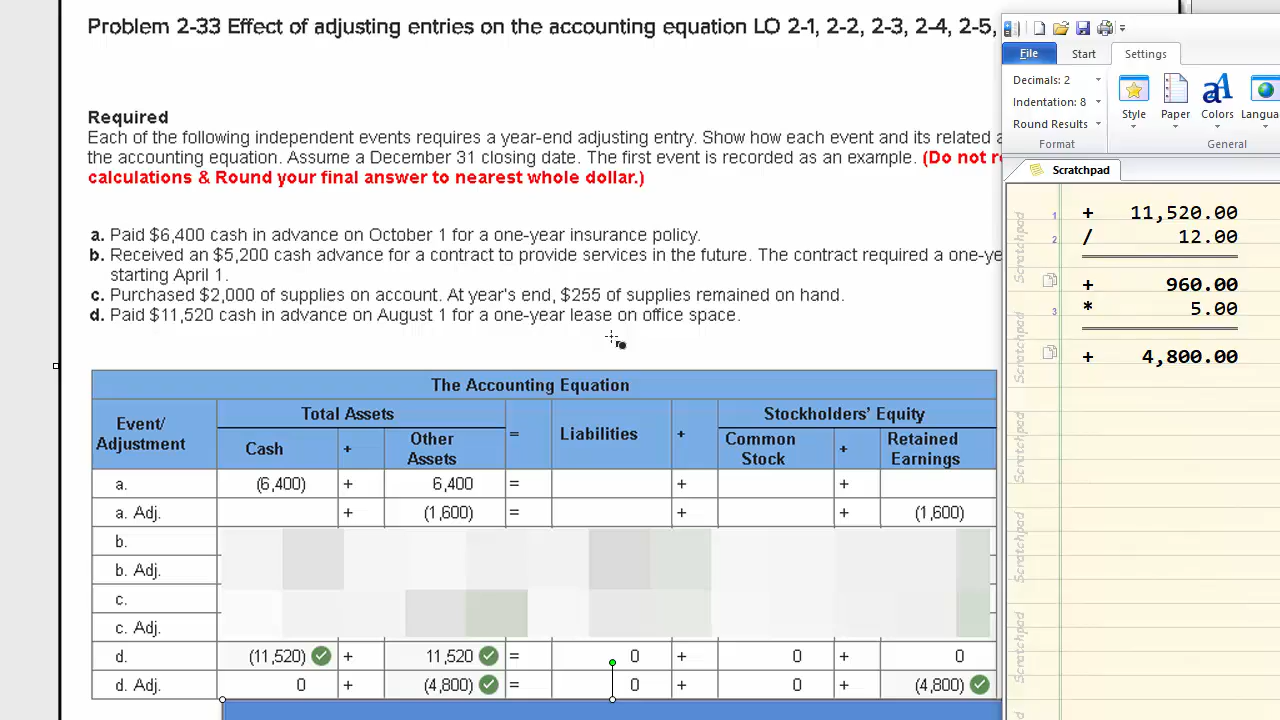 Problem 2-33 Effect of adjusting entries on the accounting equation LO 2-1, 2-2, 2-3, 2-4, 2-5,
Required
Each of the following independent events requires a year-end adjusting entry. Show how each event and its related a
the accounting equation. Assume a December 31 closing date. The first event is recorded as an example. (Do not r
calculations & Round your final answer to nearest whole dollar.)
a. Paid $6,400 cash in advance on October 1 for a one-year insurance policy.
b. Received an $5,200 cash advance for a contract to provide services in the future. The contract required a one-ye
starting April 1.
c. Purchased $2,000 of supplies on account. At year's end, $255 of supplies remained on hand.
d. Paid $11,520 cash in advance on August 1 for a one-year lease on office space.
The Accounting Equation
Event/ Adjustment
Total Assets
=
Liabilities
+
Stockholders' Equity
Cash + Other Assets
Common Stock + Retained Earnings
a. (6,400) + 6,400 = + +
a. Adj. + (1,600) = + + (1,600)
b.
b. Adj.
c.
c. Adj.
d. (11,520) + 11,520 = 0 + 0 + 0
d. Adj. 0 + (4,800) = 0 + 0 + (4,800)
File Start Settings
Decimals: 2
Indentation: 8
Round Results
Format
Style Paper Colors Langua
General
Scratchpad
1 + 11,520.00
2 / 12.00
+ 960.00
3 * 5.00
+ 4,800.00
Scratchpad
Scratchpad
Scratchpad
Scratchpad
Scratchpad